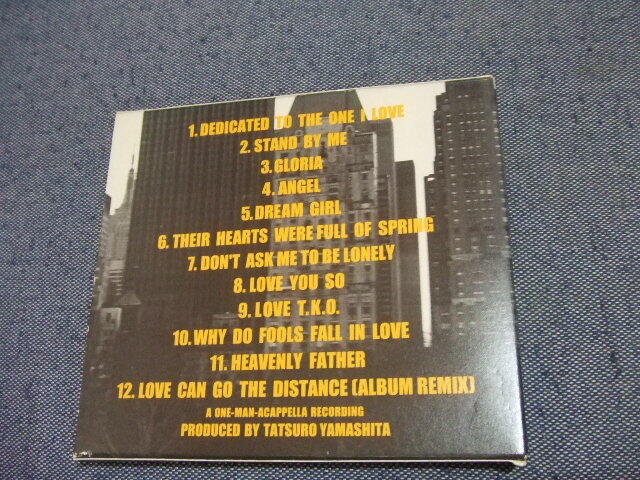 1. DEDICATED TO THE ONE I LOVE
2. STAND BY ME
3. GLORIA
4. ANGEL
5. DREAM GIRL
6. THEIR HEARTS WERE FULL OF SPRING
7. DON'T ASK ME TO BE LONELY
8. LOVE YOU SO
9. LOVE T.K.O.
10. WHY DO FOOLS FALL IN LOVE
11. HEAVENLY FATHER
12. LOVE CAN GO THE DISTANCE (ALBUM REMIX)
A ONE-MAN-ACAPPELLA RECORDING
PRODUCED BY TATSURO YAMASHITA